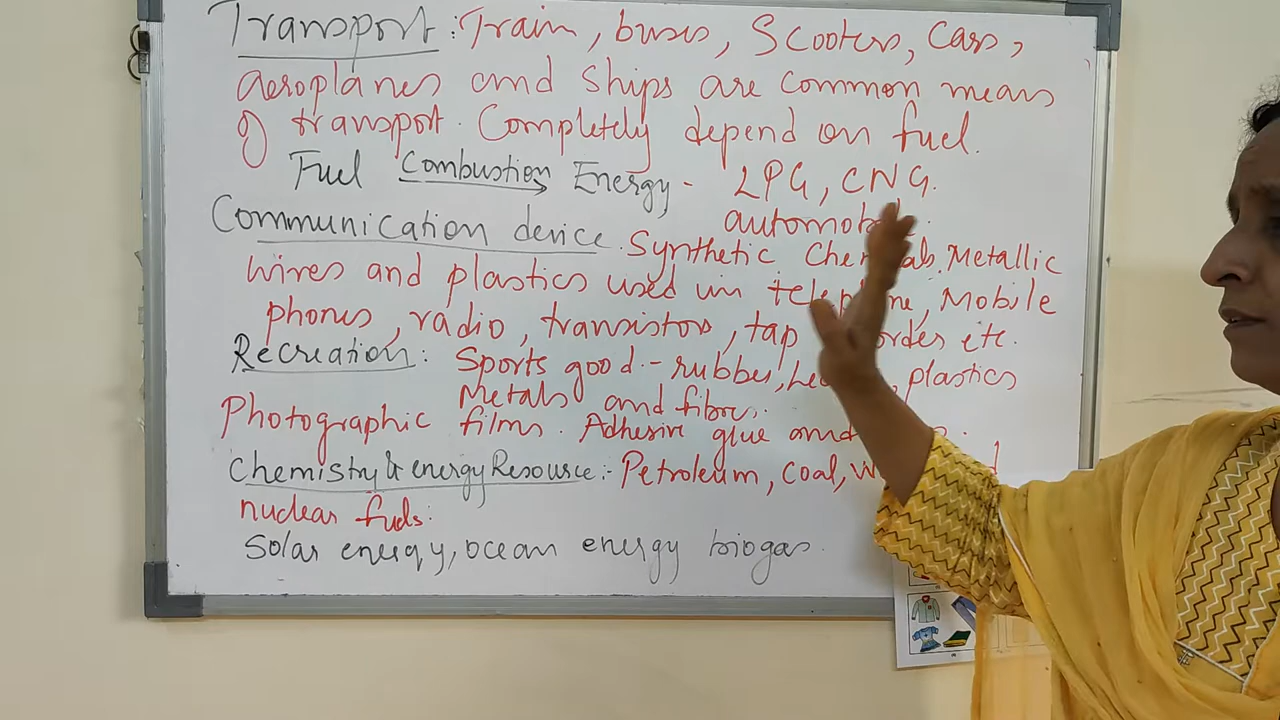 Transport: Train, buses, Scooters, Cars,
aeroplanes and ships are common means
of transport. Completely depend on fuel.
Fuel Combustion Energy - LPG, CNG.
automob
Communication device. Synthetic Metallic
wires and plastics used in Mobile
phones, radio, transistors, tap etc.
Recreation: Sports good - rubber, plastics
Metals and fibre,
Photographic films. Adhesive glue and
Chemistry & energy Resource:- Petroleum, coal,
nuclear fuels:
Solar energy, ocean energy biogas.